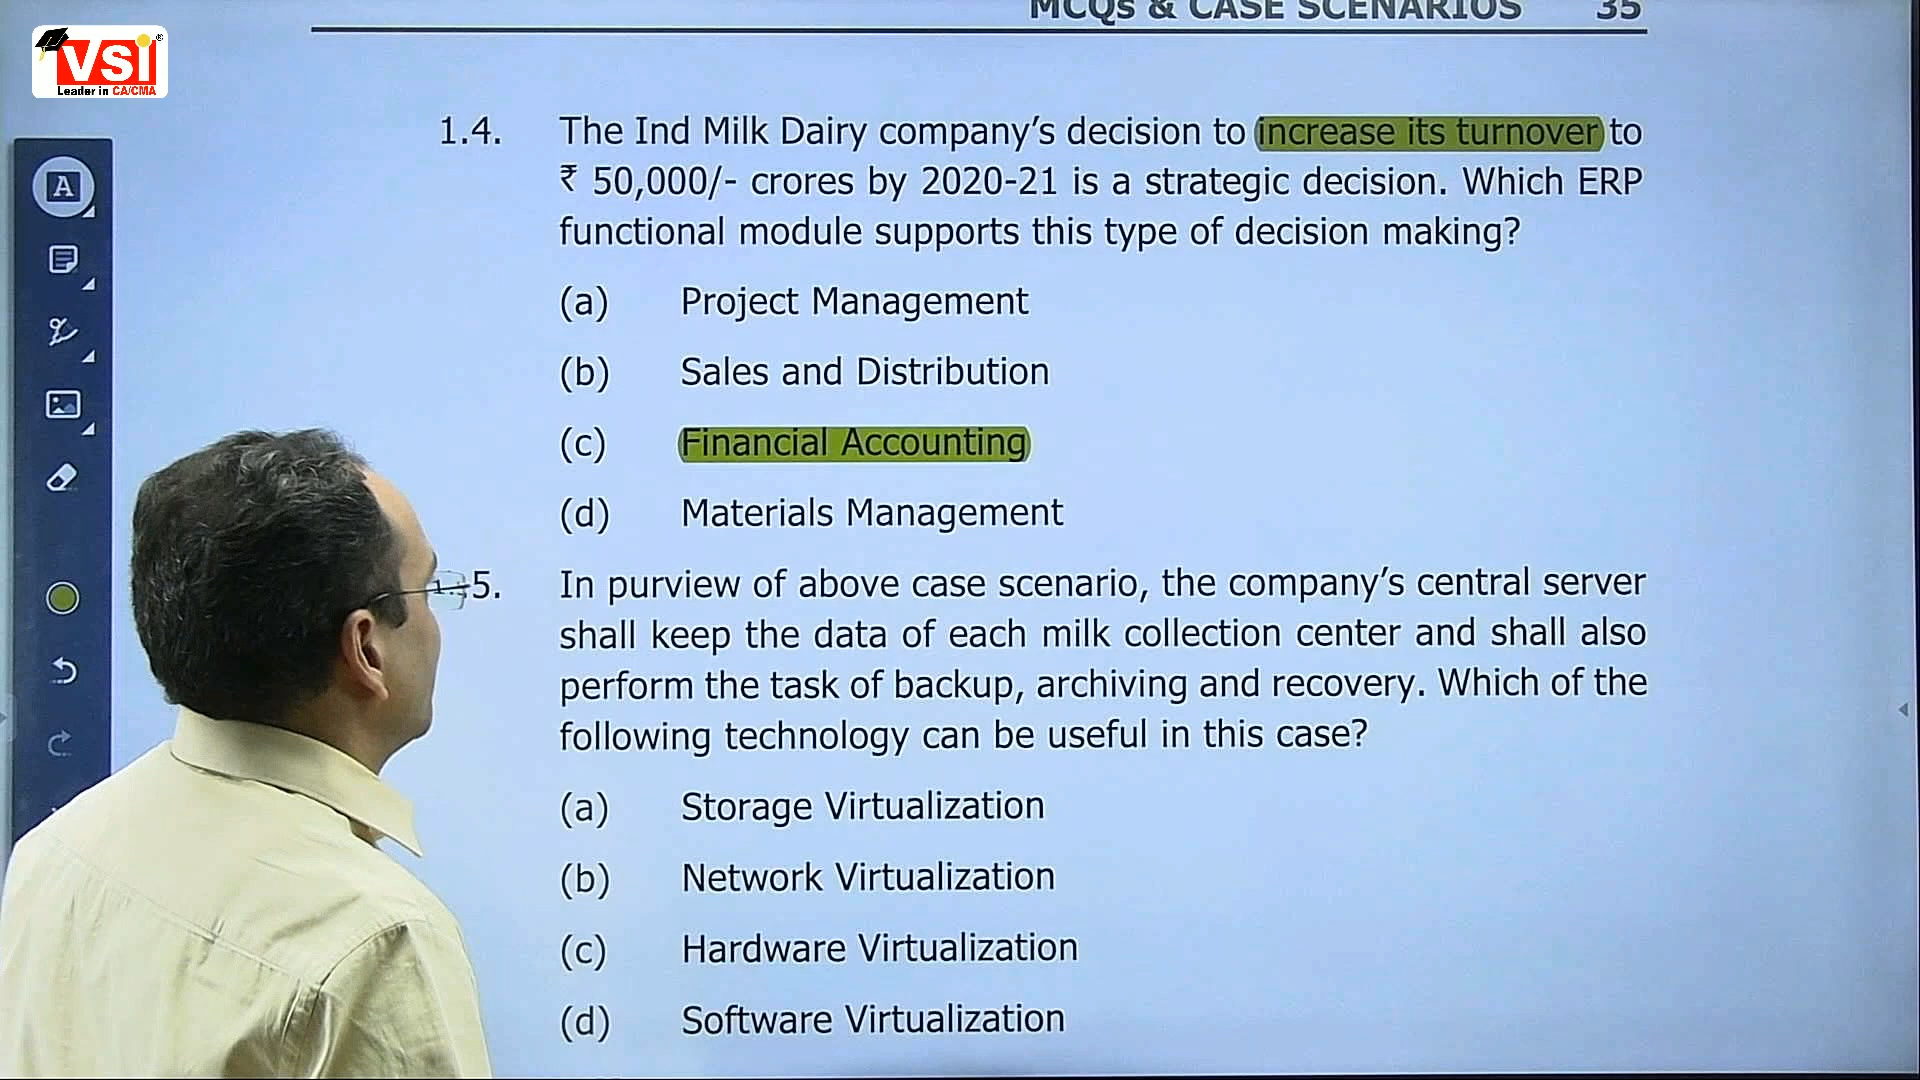 MCQs & CASE SCENARIOS 35
VSI ®
Leader in CA/CMA
A
1.4. The Ind Milk Dairy company’s decision to increase its turnover to
₹ 50,000/- crores by 2020-21 is a strategic decision. Which ERP
functional module supports this type of decision making?
(a) Project Management
(b) Sales and Distribution
(c) Financial Accounting
(d) Materials Management
1.5. In purview of above case scenario, the company’s central server
shall keep the data of each milk collection center and shall also
perform the task of backup, archiving and recovery. Which of the
following technology can be useful in this case?
(a) Storage Virtualization
(b) Network Virtualization
(c) Hardware Virtualization
(d) Software Virtualization